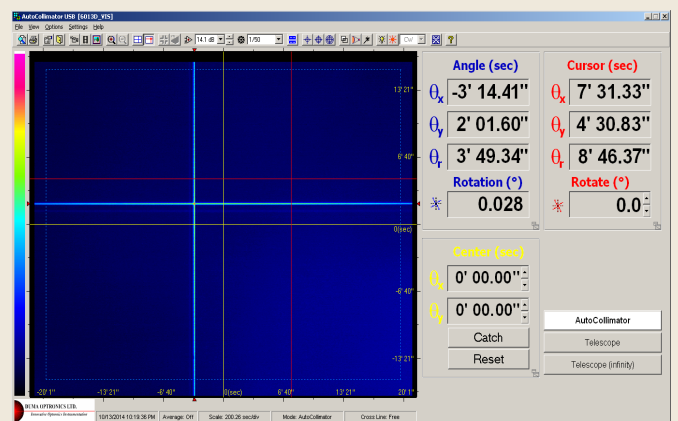 AutoCollimator USB [6013D_VIS]
File View Options Settings Help
14.1 dB 1/50 CW
Angle (sec)
θx -3' 14.41"
θy 2' 01.60"
θr 3' 49.34"
Rotation (°)
0.028
Cursor (sec)
θx 7' 31.33"
θy 4' 30.83"
θr 8' 46.37"
Rotate (°)
0.0
Center (sec)
θx 0' 00.00"
θy 0' 00.00"
Catch
Reset
AutoCollimator
Telescope
Telescope (infinity)
13' 21"
6' 40"
0(sec)
-6' 40"
-13' 21"
-20' 1" -13' 21" -6' 40" 0(sec) 6' 40" 13' 21" 20' 1"
DUMA OPTRONICS LTD.
Innovative Optronics Instrumentation
10/13/2014 10:19:36 PM Average: Off Scale: 200.26 sec/div Mode: AutoCollimator Cross Line: Free